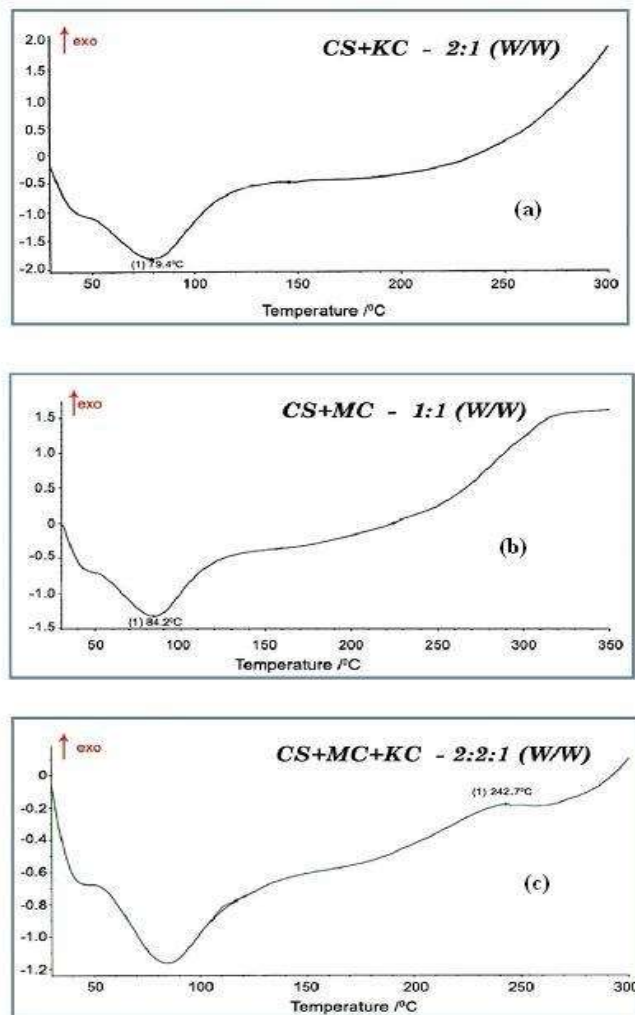 exo
CS+KC - 2:1 (W/W)
2.0
1.5
1.0
0.5
0
-0.5
-1.0
-1.5
-2.0
(a)
(1) 79.4°C
50 100 150 200 250 300
Temperature /⁰C
exo
CS+MC - 1:1 (W/W)
1.5
1.0
0.5
0
-0.5
-1.0
-1.5
(b)
(1) 84.2°C
50 100 150 200 250 300 350
Temperature /⁰C
exo
CS+MC+KC - 2:2:1 (W/W)
(1) 242.7°C
0
-0.2
-0.4
-0.6
-0.8
-1.0
-1.2
(c)
50 100 150 200 250 300
Temperature /⁰C